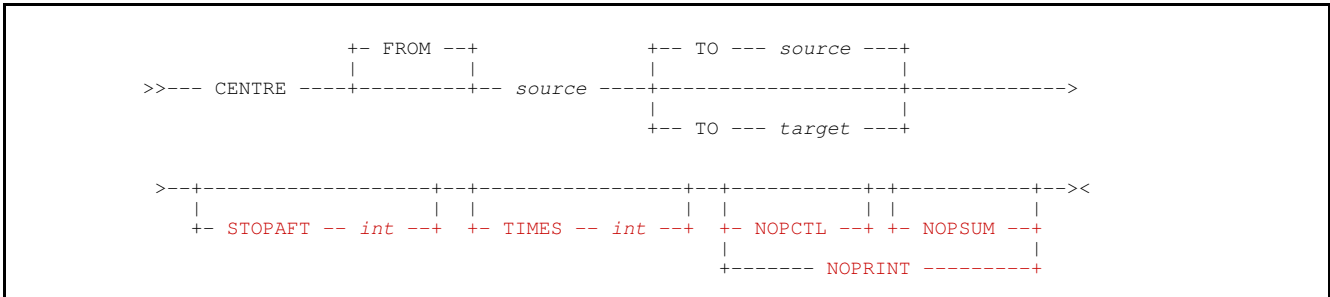 +- FROM --+ +-- TO --- source ---+
| | | |
>>--- CENTRE ----+---------+-- source ----+--------------------+------------->
| |
+-- TO --- target ---+
>--+-------------------+--+------------------+--+-----------+-+-----------+--><
| | | | | | | |
+- STOPAFT -- int --+ +- TIMES -- int --+ +- NOPCTL --+ +- NOPSUM --+
| |
+------- NOPRINT ---------+